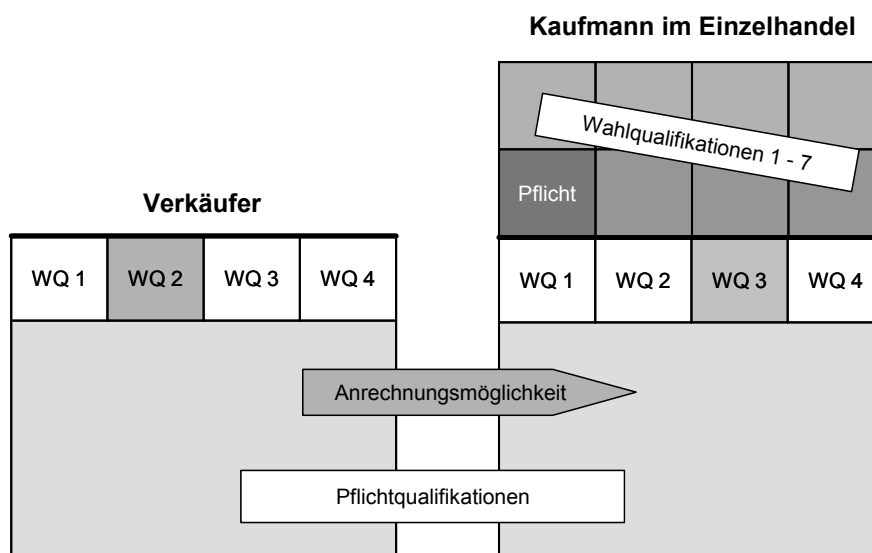 Kaufmann im Einzelhandel
Wahlqualifikationen 1 - 7
Pflicht
Verkäufer
WQ 1
WQ 2
WQ 3
WQ 4
WQ 1
WQ 2
WQ 3
WQ 4
Anrechnungsmöglichkeit
Pflichtqualifikationen